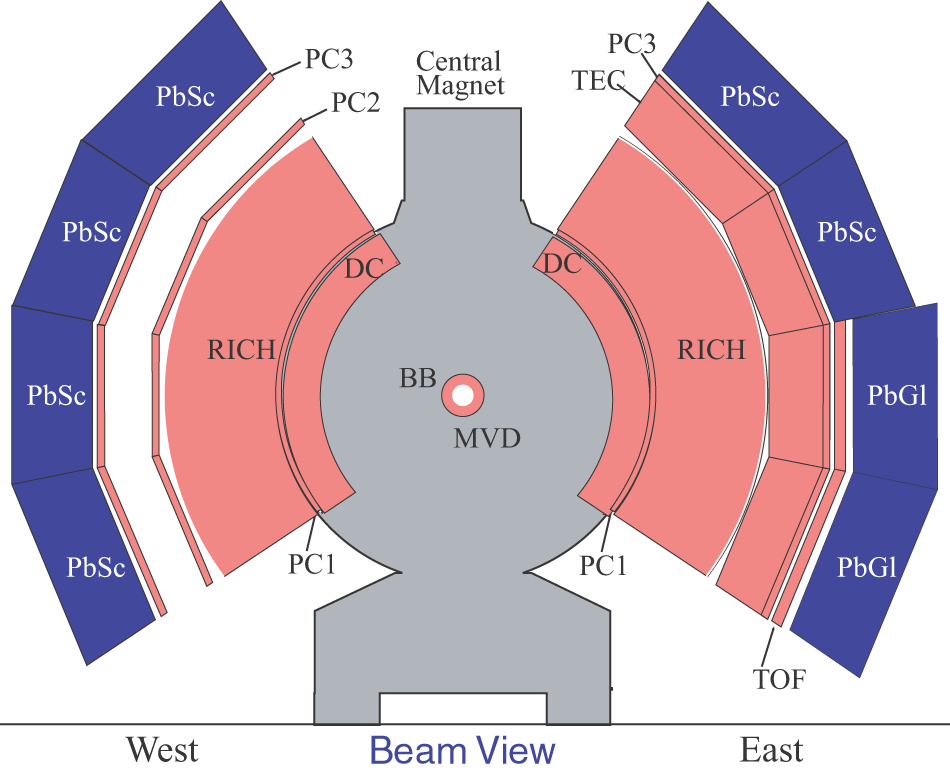 PC3
Central
Magnet
PC3
PbSc
TEC
PbSc
PC2
PbSc
PbSc
DC
DC
RICH
RICH
BB
PbSc
PbGl
MVD
PbSc
PC1
PC1
PbGl
TOF
West
Beam View
East